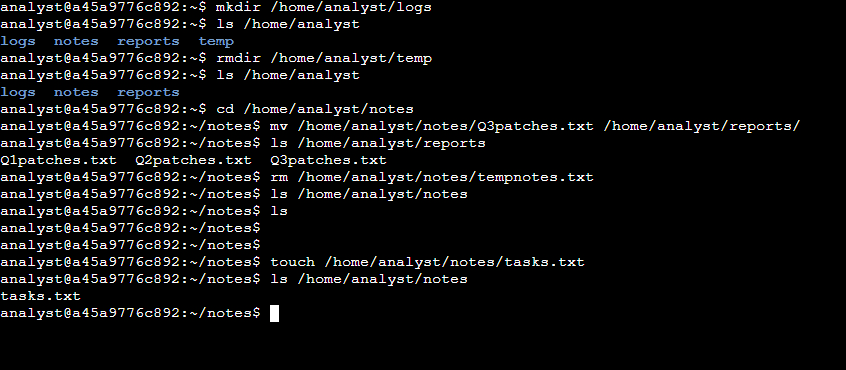 analyst@a45a9776c892:~$ mkdir /home/analyst/logs
analyst@a45a9776c892:~$ ls /home/analyst
logs  notes  reports  temp
analyst@a45a9776c892:~$ rmdir /home/analyst/temp
analyst@a45a9776c892:~$ ls /home/analyst
logs  notes  reports
analyst@a45a9776c892:~$ cd /home/analyst/notes
analyst@a45a9776c892:~/notes$ mv /home/analyst/notes/Q3patches.txt /home/analyst/reports/
analyst@a45a9776c892:~/notes$ ls /home/analyst/reports
Q1patches.txt  Q2patches.txt  Q3patches.txt
analyst@a45a9776c892:~/notes$ rm /home/analyst/notes/tempnotes.txt
analyst@a45a9776c892:~/notes$ ls /home/analyst/notes
analyst@a45a9776c892:~/notes$ ls
analyst@a45a9776c892:~/notes$
analyst@a45a9776c892:~/notes$
analyst@a45a9776c892:~/notes$ touch /home/analyst/notes/tasks.txt
analyst@a45a9776c892:~/notes$ ls /home/analyst/notes
tasks.txt
analyst@a45a9776c892:~/notes$